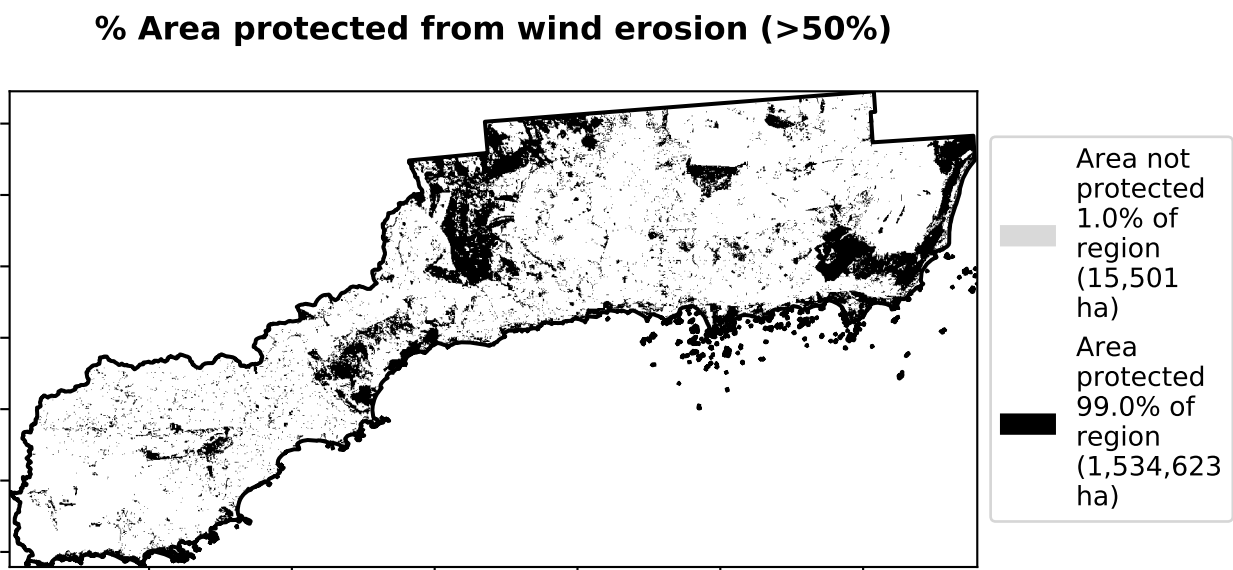 % Area protected from wind erosion (>50%)
Area not
protected
1.0% of
region
(15,501
ha)
Area
protected
99.0% of
region
(1,534,623
ha)